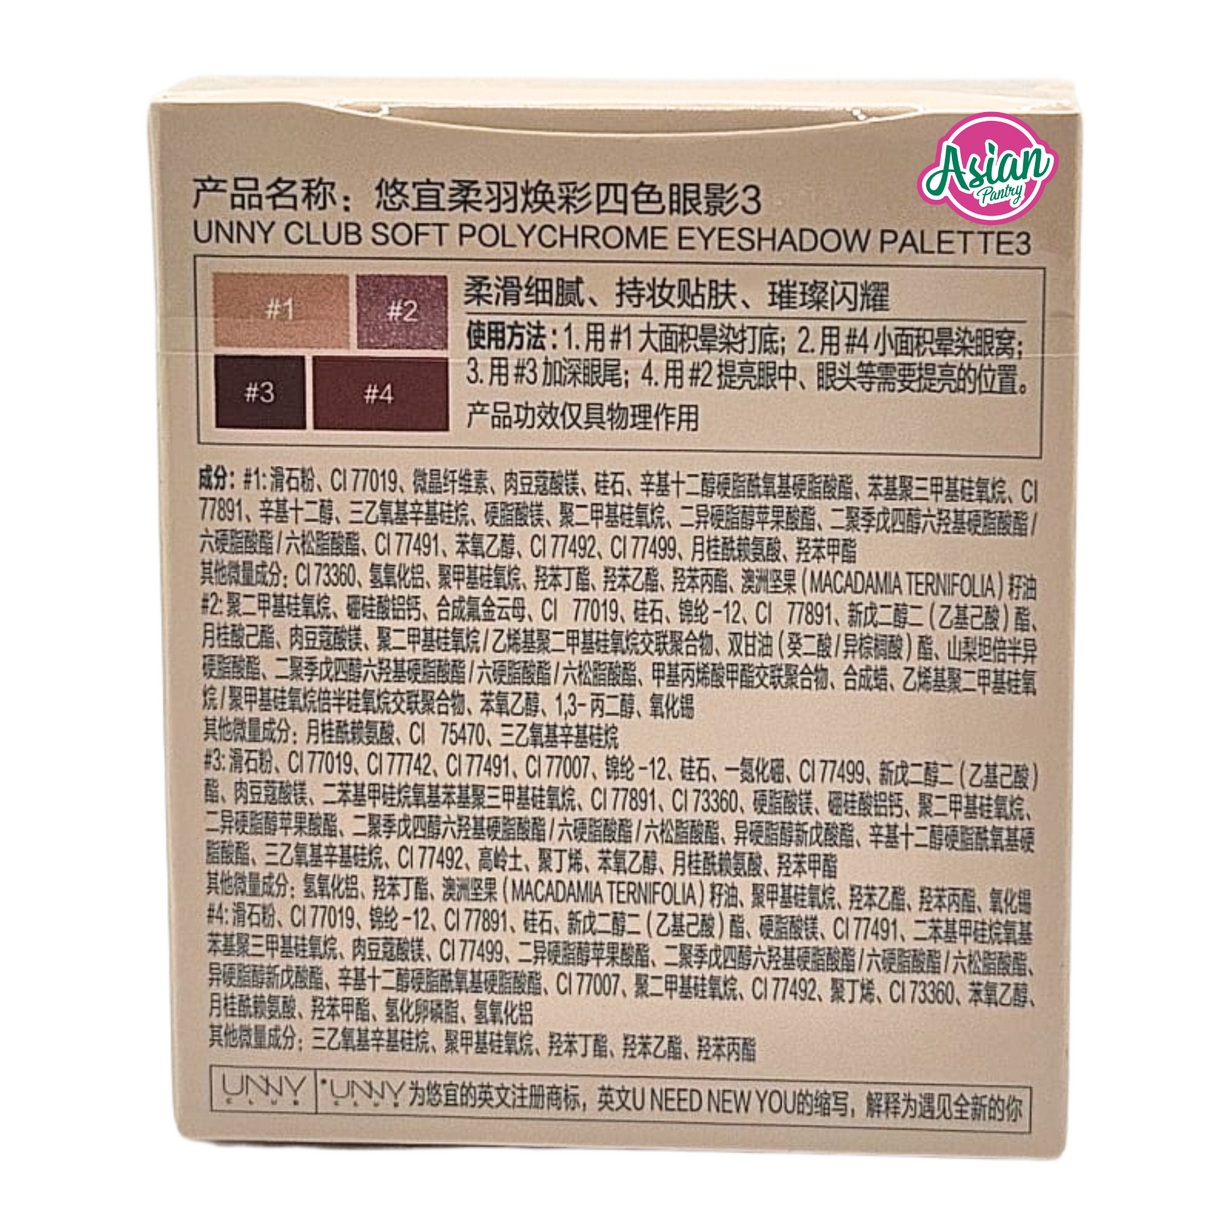 Asian
Pantry
产品名称：悠宜柔羽焕彩四色眼影3
UNNY CLUB SOFT POLYCHROME EYESHADOW PALETTE3
#1
#2
#3
#4
柔滑细腻、持妆贴肤、璀璨闪耀
使用方法：1. 用 #1 大面积晕染打底；2. 用 #4 小面积晕染眼窝；
3. 用 #3 加深眼尾；4. 用 #2 提亮眼中、眼头等需要提亮的位置。
产品功效仅具物理作用
成分：#1: 滑石粉、CI 77019、微晶纤维素、肉豆蔻酸镁、硅石、辛基十二醇硬脂酰氧基硬脂酸酯、苯基聚三甲基硅氧烷、CI
77891、辛基十二醇、三乙氧基辛基硅烷、硬脂酸镁、聚二甲基硅氧烷、二异硬脂醇苹果酸酯、二聚季戊四醇六羟基硬脂酸酯 /
六硬脂酸酯 / 六松脂酸酯、CI 77491、苯氧乙醇、CI 77492、CI 77499、月桂酰赖氨酸、羟苯甲酯
其他微量成分：CI 73360、氢氧化铝、聚甲基硅氧烷、羟苯丁酯、羟苯乙酯、羟苯丙酯、澳洲坚果（MACADAMIA TERNIFOLIA）籽油
#2: 聚二甲基硅氧烷、硼硅酸铝钙、合成氟金云母、CI 77019、硅石、锦纶 -12、CI 77891、新戊二醇二（乙基己酸）酯、
月桂酸己酯、肉豆蔻酸镁、聚二甲基硅氧烷 / 乙烯基聚二甲基硅氧烷交联聚合物、双甘油（癸二酸 / 异棕榈酸）酯、山梨坦倍半异
硬脂酸酯、二聚季戊四醇六羟基硬脂酸酯 / 六硬脂酸酯 / 六松脂酸酯、甲基丙烯酸甲酯交联聚合物、合成蜡、乙烯基聚二甲基硅氧
烷 / 聚甲基硅氧烷倍半硅氧烷交联聚合物、苯氧乙醇、1,3- 丙二醇、氧化锡
其他微量成分：月桂酰赖氨酸、CI 75470、三乙氧基辛基硅烷
#3: 滑石粉、CI 77019、CI 77742、CI 77491、CI 77007、锦纶 -12、硅石、一氮化硼、CI 77499、新戊二醇二（乙基己酸）
酯、肉豆蔻酸镁、二苯基甲硅烷氧基苯基聚三甲基硅氧烷、CI 77891、CI 73360、硬脂酸镁、硼硅酸铝钙、聚二甲基硅氧烷、
二异硬脂醇苹果酸酯、二聚季戊四醇六羟基硬脂酸酯 / 六硬脂酸酯 / 六松脂酸酯、异硬脂醇新戊酸酯、辛基十二醇硬脂酰氧基硬
脂酸酯、三乙氧基辛基硅烷、CI 77492、高岭土、聚丁烯、苯氧乙醇、月桂酰赖氨酸、羟苯甲酯
其他微量成分：氢氧化铝、羟苯丁酯、澳洲坚果（MACADAMIA TERNIFOLIA）籽油、聚甲基硅氧烷、羟苯乙酯、羟苯丙酯、氧化锡
#4: 滑石粉、CI 77019、锦纶 -12、CI 77891、硅石、新戊二醇二（乙基己酸）酯、硬脂酸镁、CI 77491、二苯基甲硅烷氧基
苯基聚三甲基硅氧烷、肉豆蔻酸镁、CI 77499、二异硬脂醇苹果酸酯、二聚季戊四醇六羟基硬脂酸酯 / 六硬脂酸酯 / 六松脂酸酯、
异硬脂醇新戊酸酯、辛基十二醇硬脂酰氧基硬脂酸酯、CI 77007、聚二甲基硅氧烷、CI 77492、聚丁烯、CI 73360、苯氧乙醇、
月桂酰赖氨酸、羟苯甲酯、氢化卵磷脂、氢氧化铝
其他微量成分：三乙氧基辛基硅烷、聚甲基硅氧烷、羟苯丁酯、羟苯乙酯、羟苯丙酯
UNNY CLUB "UNNY CLUB 为悠宜的英文注册商标，英文U NEED NEW YOU的缩写，解释为遇见全新的你